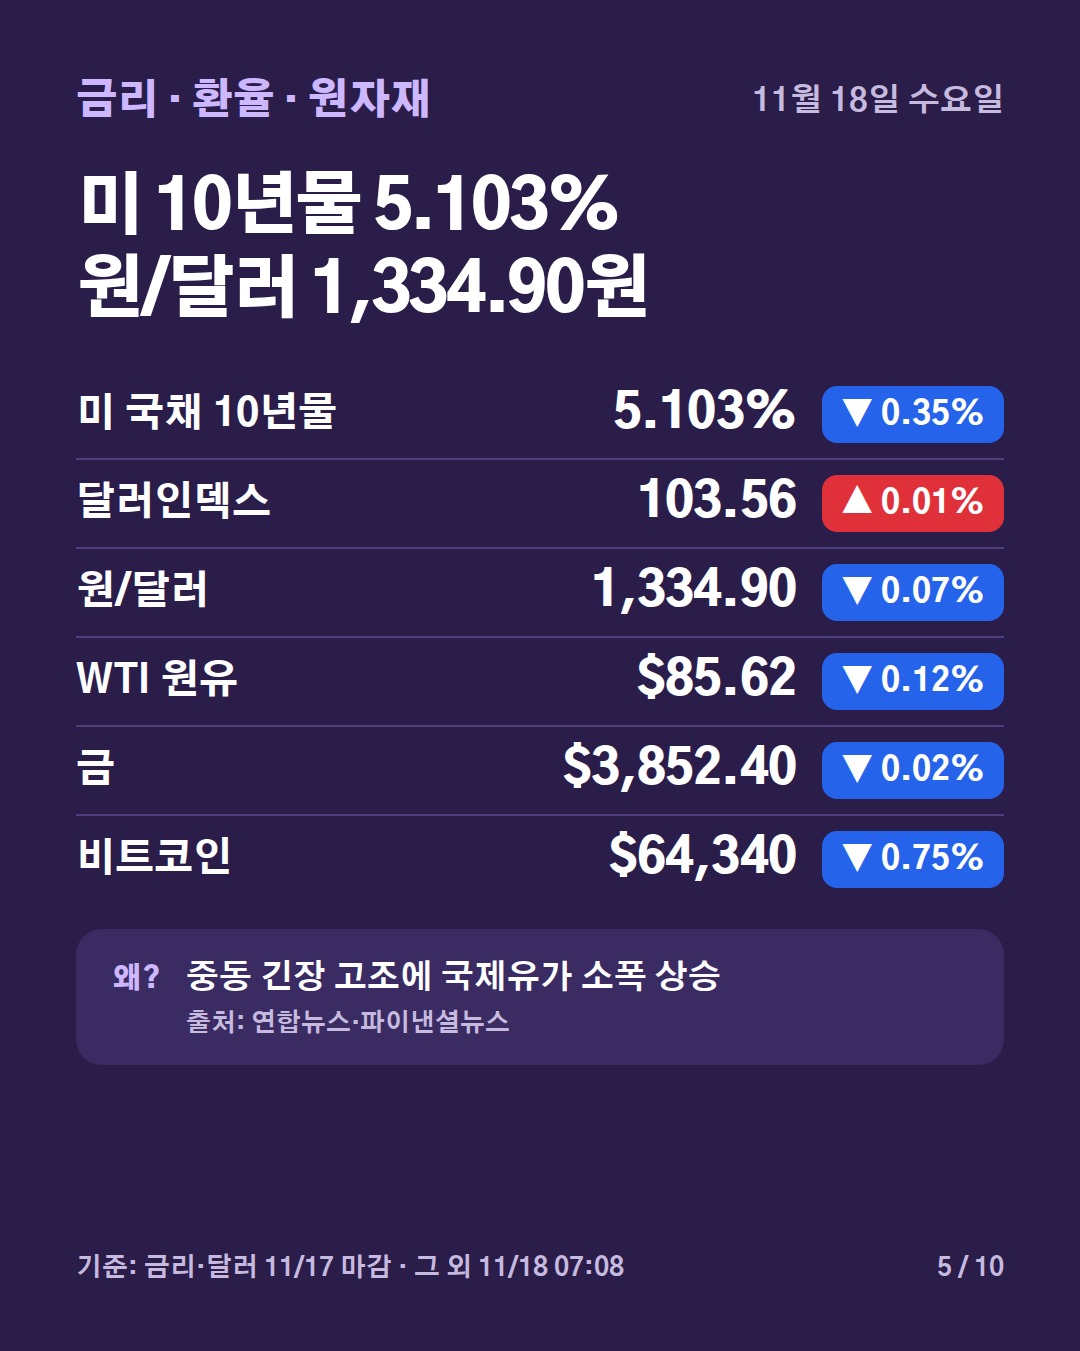 금리 · 환율 · 원자재
11월 18일 수요일
미 10년물 5.103%
원/달러 1,334.90원
미 국채 10년물 5.103% ▼ 0.35%
달러인덱스 103.56 ▲ 0.01%
원/달러 1,334.90 ▼ 0.07%
WTI 원유 $85.62 ▼ 0.12%
금 $3,852.40 ▼ 0.02%
비트코인 $64,340 ▼ 0.75%
왜? 중동 긴장 고조에 국제유가 소폭 상승
출처: 연합뉴스·파이낸셜뉴스
기준: 금리·달러 11/17 마감 · 그 외 11/18 07:08
5 / 10